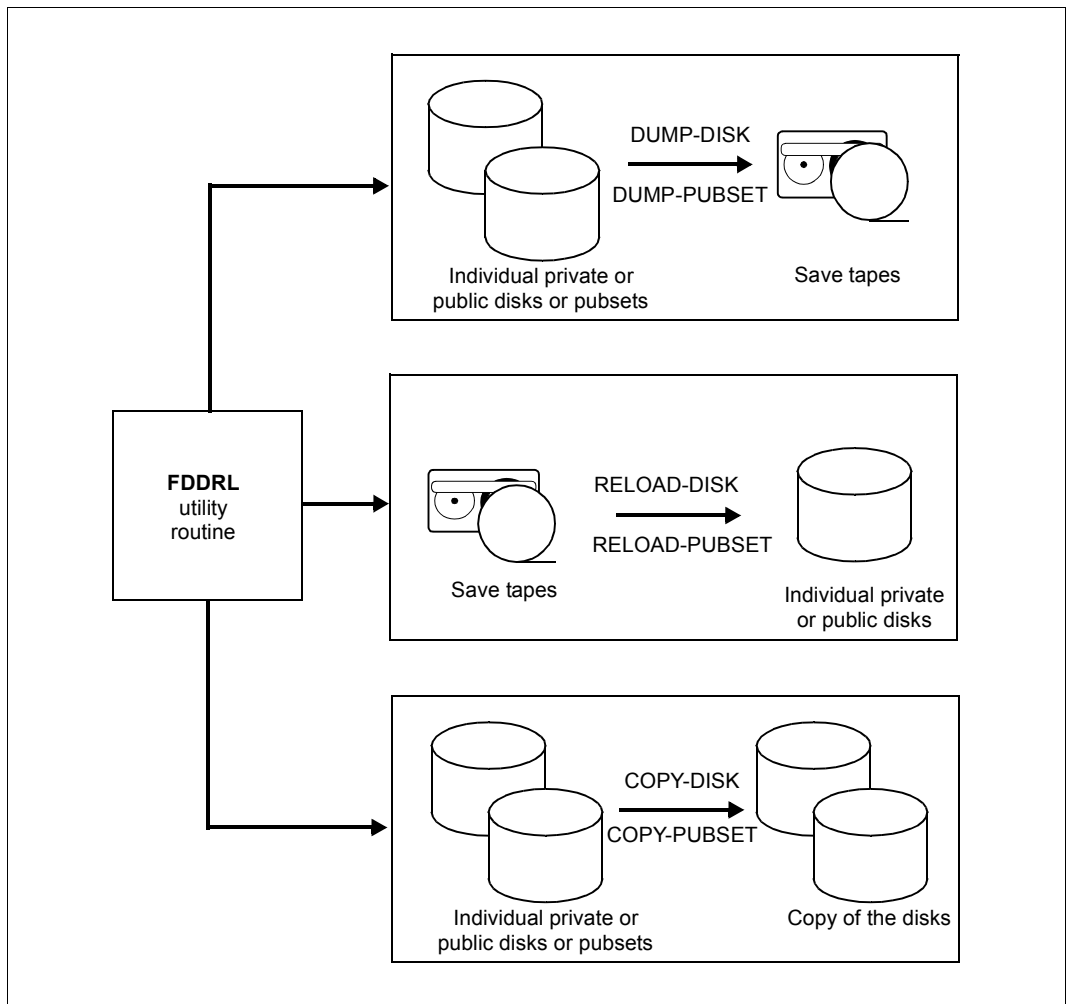 DUMP-DISK
DUMP-PUBSET
Individual private or
public disks or pubsets
Save tapes
FDDRL
utility
routine
RELOAD-DISK
RELOAD-PUBSET
Save tapes
Individual private
or public disks
COPY-DISK
COPY-PUBSET
Individual private or
public disks or pubsets
Copy of the disks